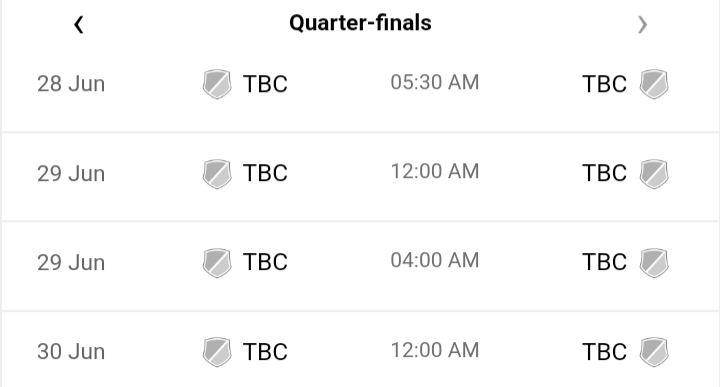 ‹ Quarter-finals ›
28 Jun TBC 05:30 AM TBC
29 Jun TBC 12:00 AM TBC
29 Jun TBC 04:00 AM TBC
30 Jun TBC 12:00 AM TBC